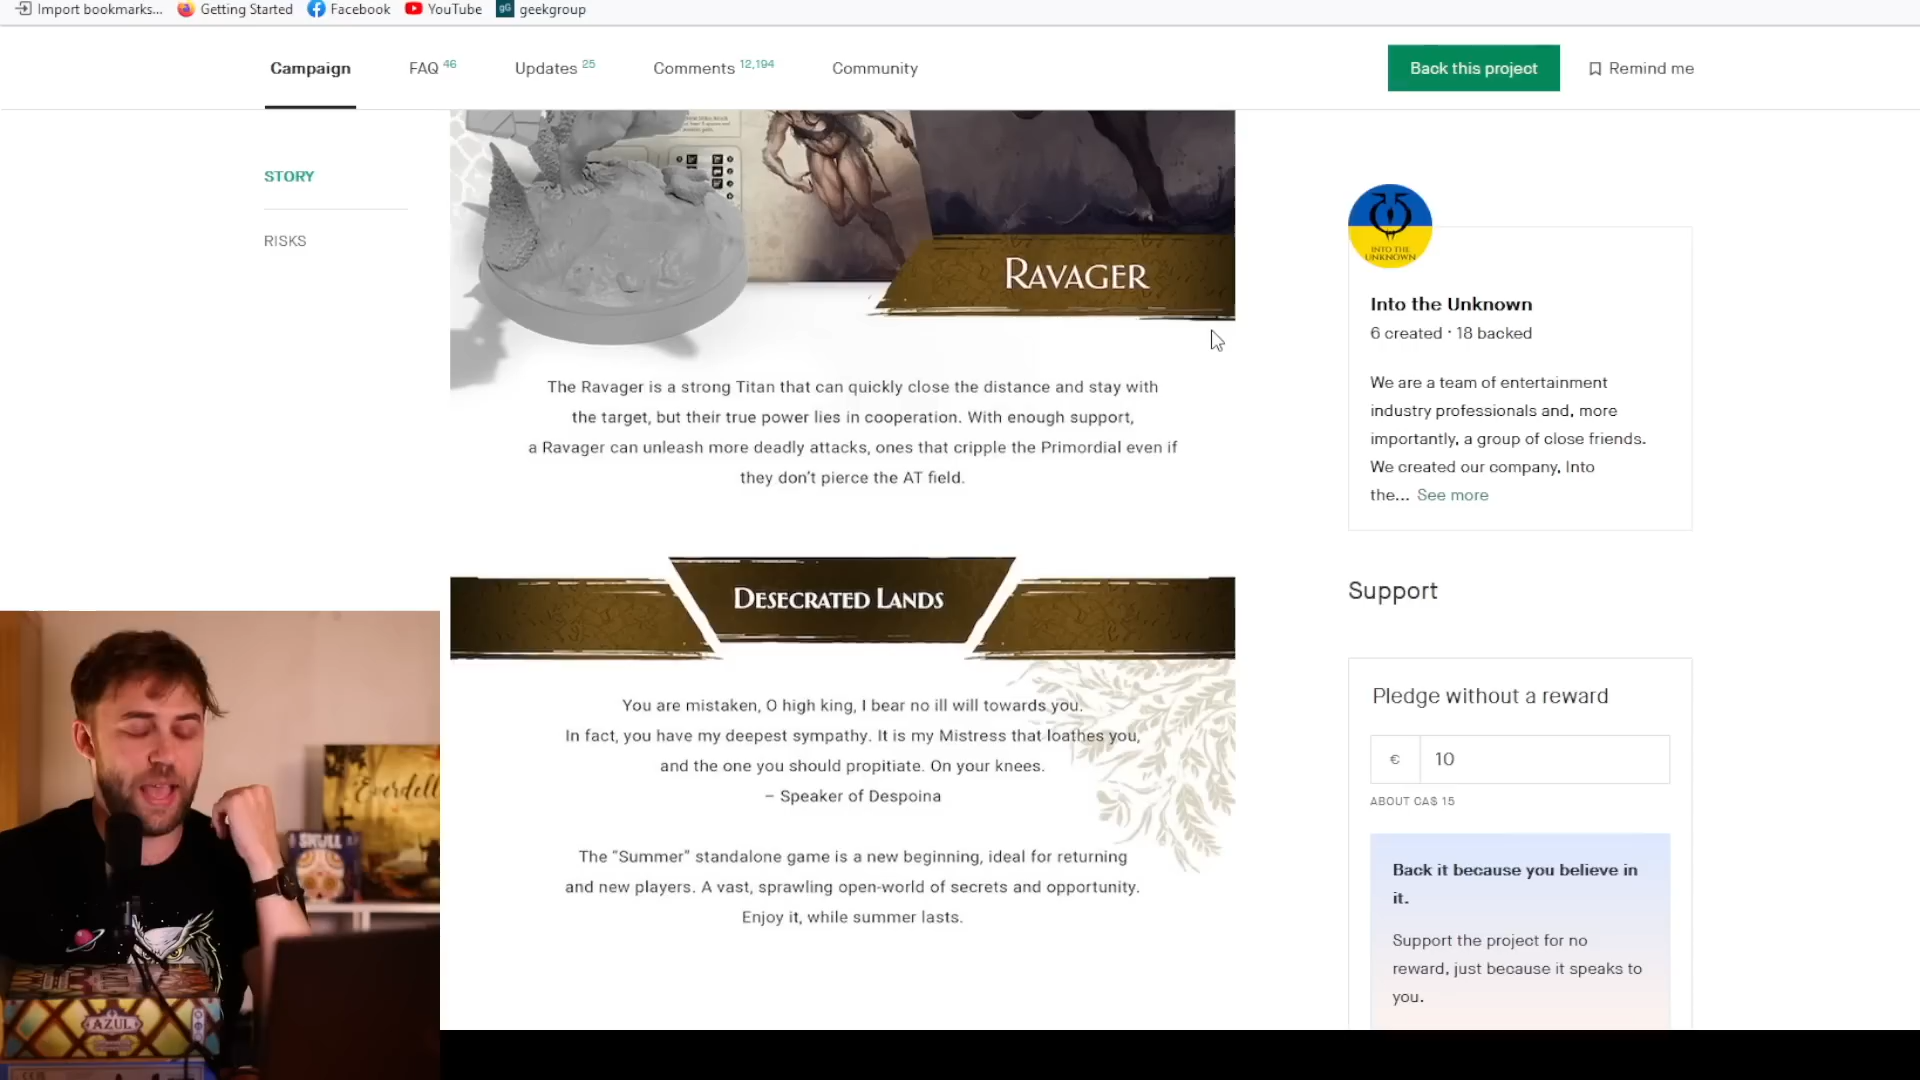 Import bookmarks...
Getting Started
Facebook
YouTube
gG geekgroup
Campaign
FAQ 46
Updates 25
Comments 12,194
Community
Back this project
Remind me
STORY
RISKS
RAVAGER
The Ravager is a strong Titan that can quickly close the distance and stay with
the target, but their true power lies in cooperation. With enough support,
a Ravager can unleash more deadly attacks, ones that cripple the Primordial even if
they don't pierce the AT field.
DESECRATED LANDS
You are mistaken, O high king, I bear no ill will towards you.
In fact, you have my deepest sympathy. It is my Mistress that loathes you,
and the one you should propitiate. On your knees.
– Speaker of Despoina
The “Summer” standalone game is a new beginning, ideal for returning
and new players. A vast, sprawling open-world of secrets and opportunity.
Enjoy it, while summer lasts.
INTO THE
UNKNOWN
Into the Unknown
6 created · 18 backed
We are a team of entertainment
industry professionals and, more
importantly, a group of close friends.
We created our company, Into
the... See more
Support
Pledge without a reward
€ 10
ABOUT CA$ 15
Back it because you believe in
it.
Support the project for no
reward, just because it speaks to
you.
Everdell
SKULL
AZUL